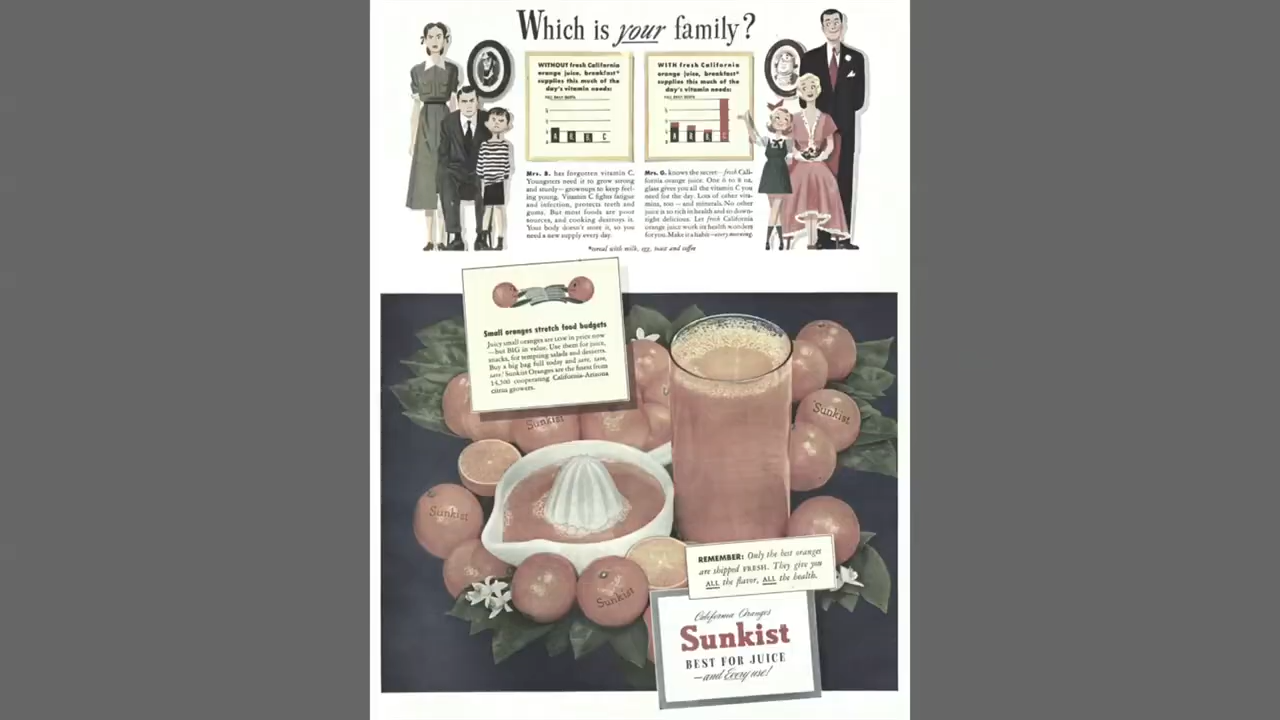 Which is your family?
WITHOUT fresh California
orange juice, breakfast*
supplies this much of the
day's vitamin needs:
FULL DAILY NEEDS
A
C
Mrs. B. has forgotten vitamin C.
Youngsters need it to grow strong
and sturdy—grownups to keep feel-
ing young. Vitamin C fights fatigue
and infection, protects teeth and
gums. But most foods are poor
sources, and cooking destroys it.
Your body doesn't store it, so you
need a new supply every day.
WITH fresh California
orange juice, breakfast*
supplies this much of the
day's vitamin needs:
FULL DAILY NEEDS
A
C
Mrs. G. knows the secret—fresh Cali-
fornia orange juice. One 6 to 8 oz.
glass gives you all the vitamin C you
need for the day. Lots of other vita-
mins, too—and minerals. No other
juice is so rich in health and so down-
right delicious. Let fresh California
orange juice work its health wonders
for you. Make it a habit—every morning.
*cereal with milk, egg, toast and coffee
Small oranges stretch food budgets
Juicy small oranges are LOW in price now
—but BIG in value. Use them for juice,
snacks, for tempting salads and desserts.
Buy a big bag full today and save, save,
save! Sunkist Oranges are the finest from
14,500 cooperating California-Arizona
citrus growers.
Sunkist
Sunkist
Sunkist
Sunkist
REMEMBER: Only the best oranges
are shipped FRESH. They give you
ALL the flavor, ALL the health.
California Oranges
Sunkist
BEST FOR JUICE
—and Every use!